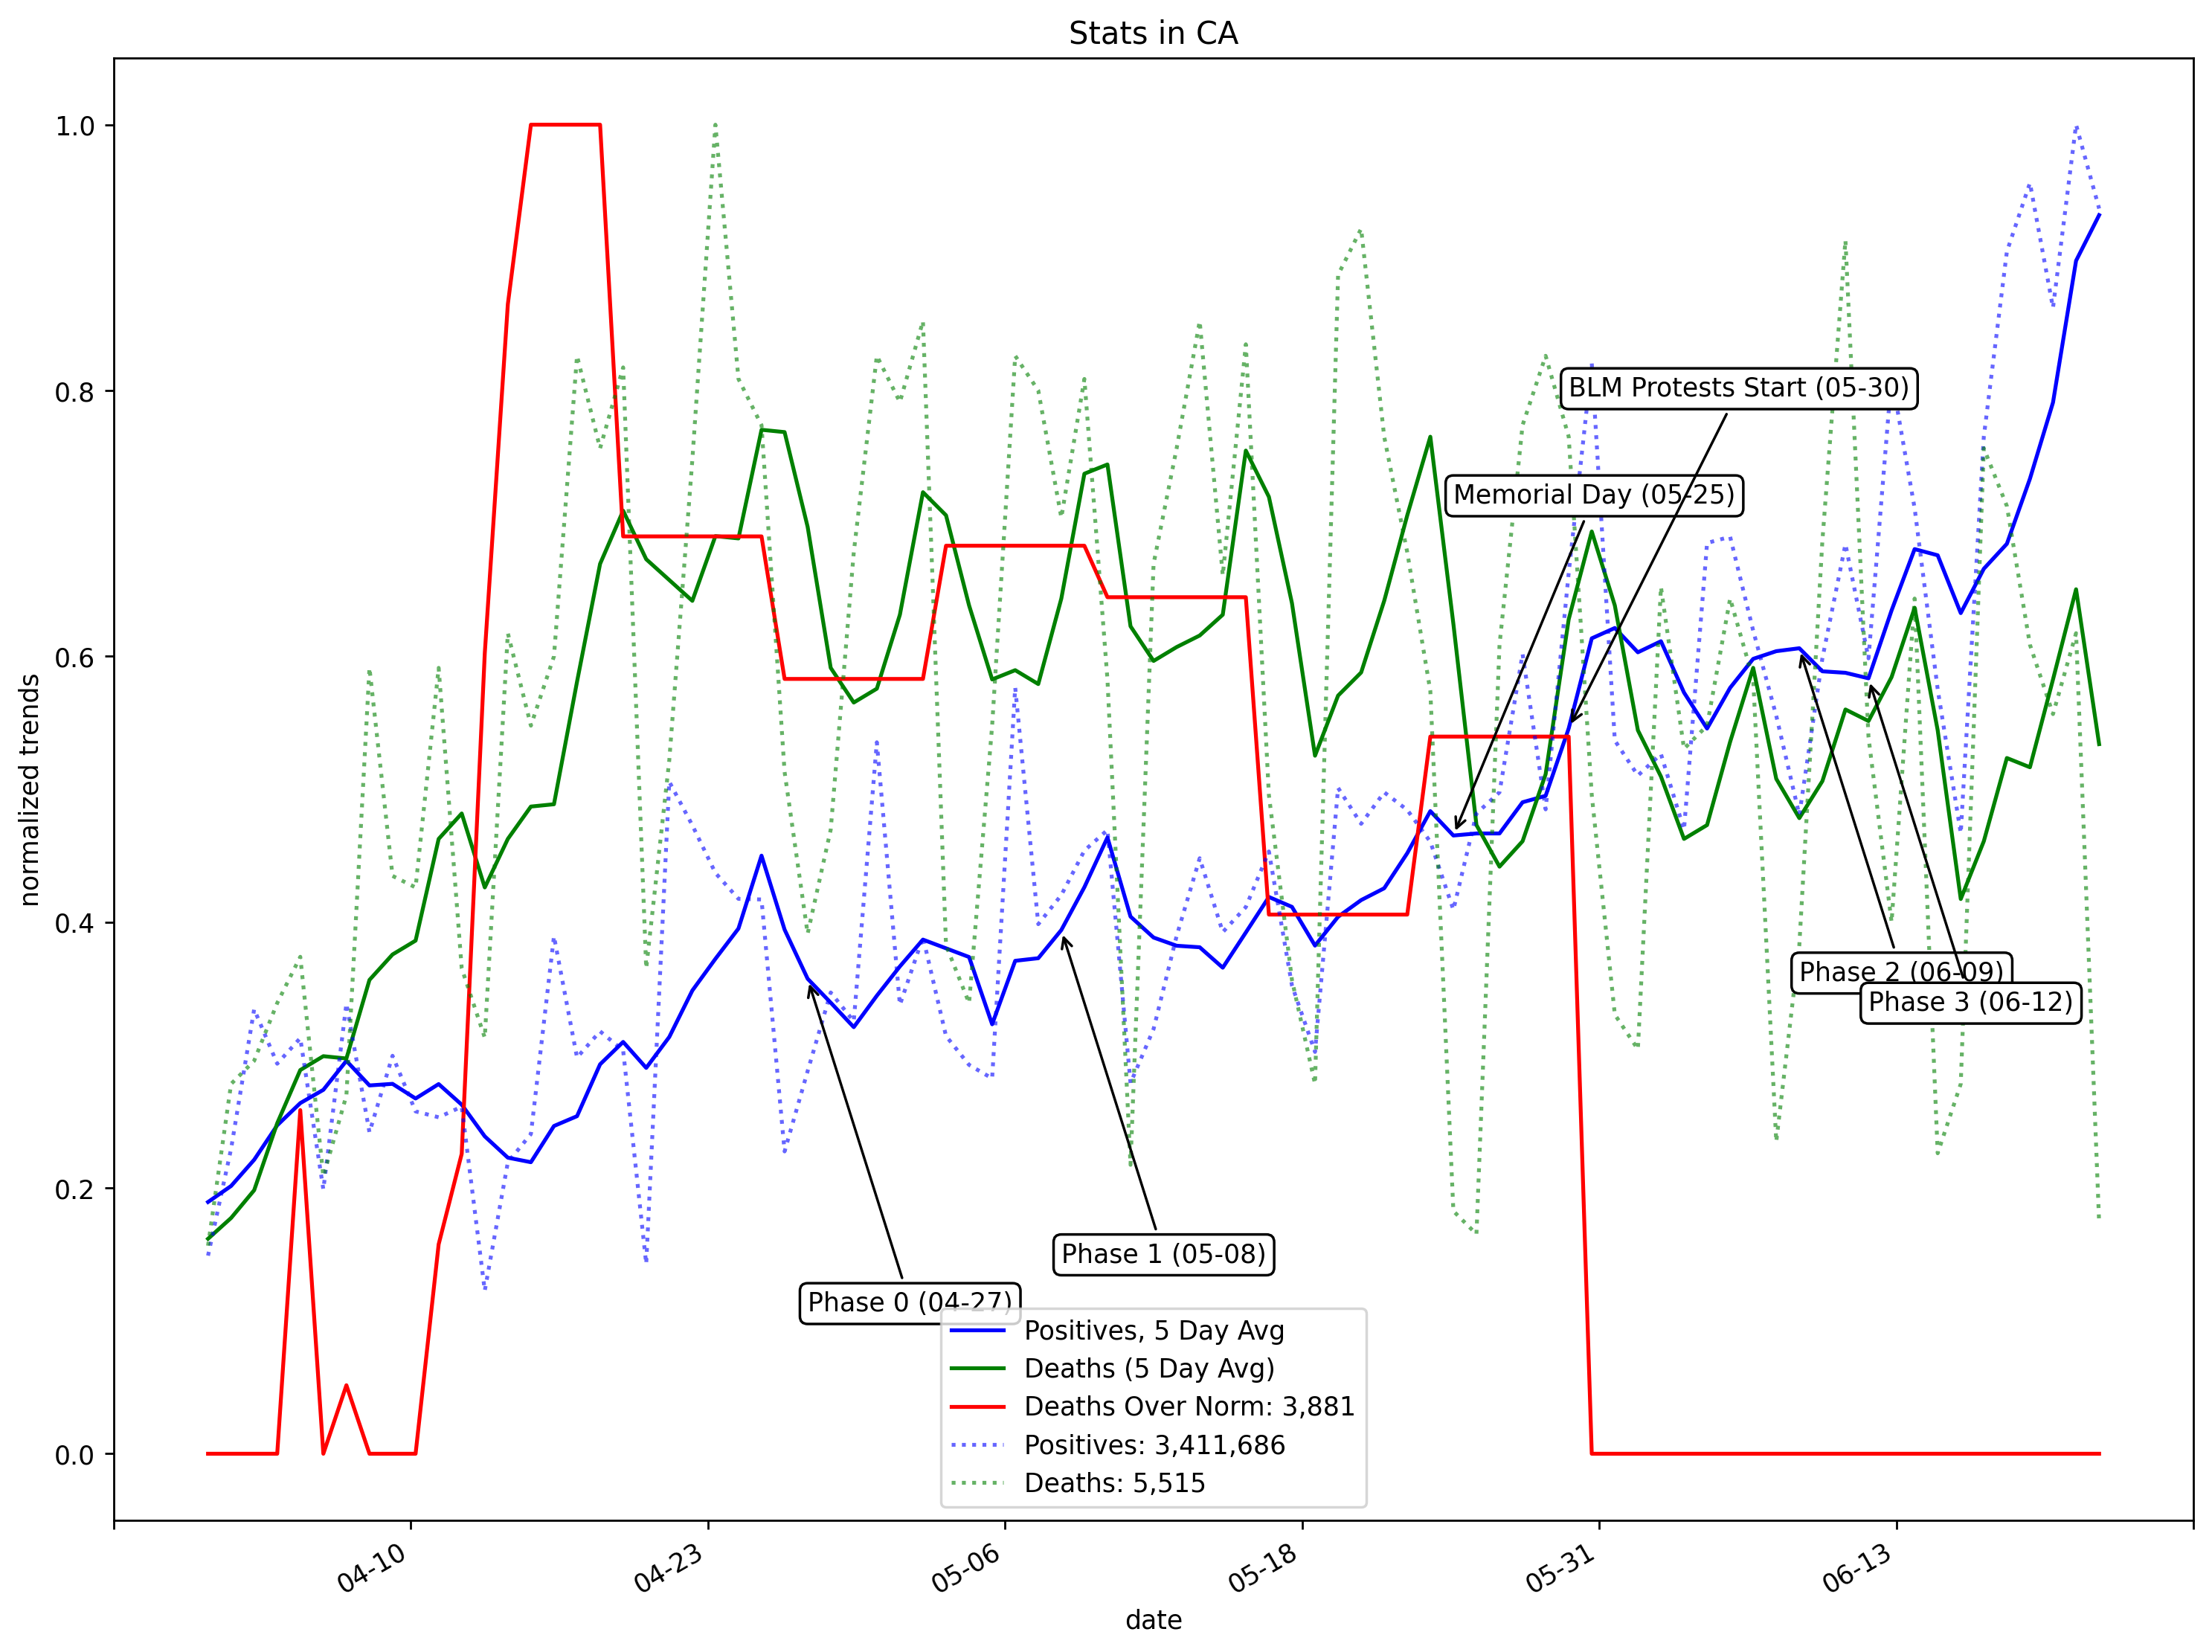 Stats in CA
1.0
0.8
0.6
0.4
0.2
0.0
normalized trends
BLM Protests Start (05-30)
Memorial Day (05-25)
Phase 2 (06-09)
Phase 3 (06-12)
Phase 1 (05-08)
Phase 0 (04-27)
Positives, 5 Day Avg
Deaths (5 Day Avg)
Deaths Over Norm: 3,881
Positives: 3,411,686
Deaths: 5,515
04-10
04-23
05-06
05-18
05-31
06-13
date